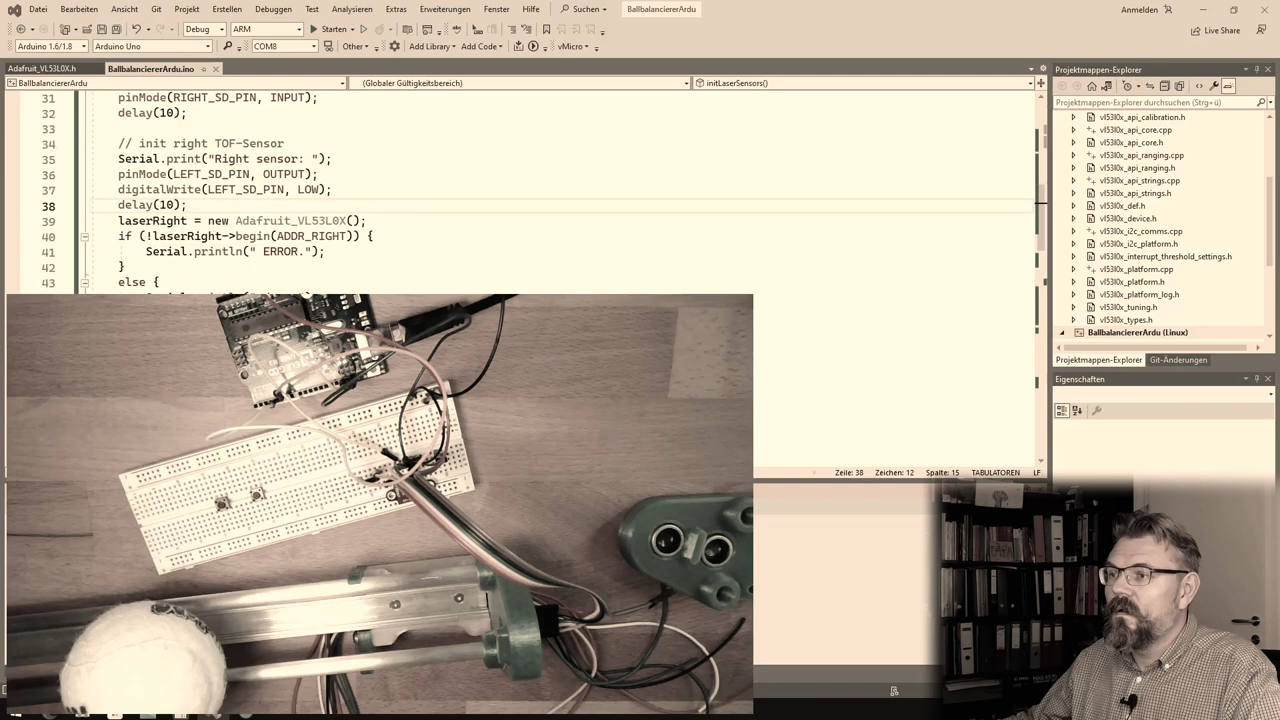 Datei Bearbeiten Ansicht Git Projekt Erstellen Debuggen Test Analysieren Extras Erweiterungen Fenster Hilfe Suchen BallbalanciererArdu Anmelden
Debug ARM Starten Live Share
Arduino 1.6/1.8 Arduino Uno COM8 Other Add Library Add Code vMicro
Adafruit_VL53L0X.h BallbalanciererArdu.ino
BallbalanciererArdu (Globaler Gültigkeitsbereich) initLaserSensors()
31 pinMode(RIGHT_SD_PIN, INPUT);
32 delay(10);
33
34 // init right TOF-Sensor
35 Serial.print("Right sensor: ");
36 pinMode(LEFT_SD_PIN, OUTPUT);
37 digitalWrite(LEFT_SD_PIN, LOW);
38 delay(10);
39 laserRight = new Adafruit_VL53L0X();
40 if (!laserRight->begin(ADDR_RIGHT)) {
41 Serial.println(" ERROR.");
42 }
43 else {
Zeile: 38 Zeichen: 12 Spalte: 15 TABULATOREN LF
Projektmappen-Explorer
Projektmappen-Explorer durchsuchen (Strg+ü)
vl53l0x_api_calibration.h
vl53l0x_api_core.cpp
vl53l0x_api_core.h
vl53l0x_api_ranging.cpp
vl53l0x_api_ranging.h
vl53l0x_api_strings.cpp
vl53l0x_api_strings.h
vl53l0x_def.h
vl53l0x_device.h
vl53l0x_i2c_comms.cpp
vl53l0x_i2c_platform.h
vl53l0x_interrupt_threshold_settings.h
vl53l0x_platform.cpp
vl53l0x_platform.h
vl53l0x_platform_log.h
vl53l0x_tuning.h
vl53l0x_types.h
BallbalanciererArdu (Linux)
Projektmappen-Explorer Git-Änderungen
Eigenschaften